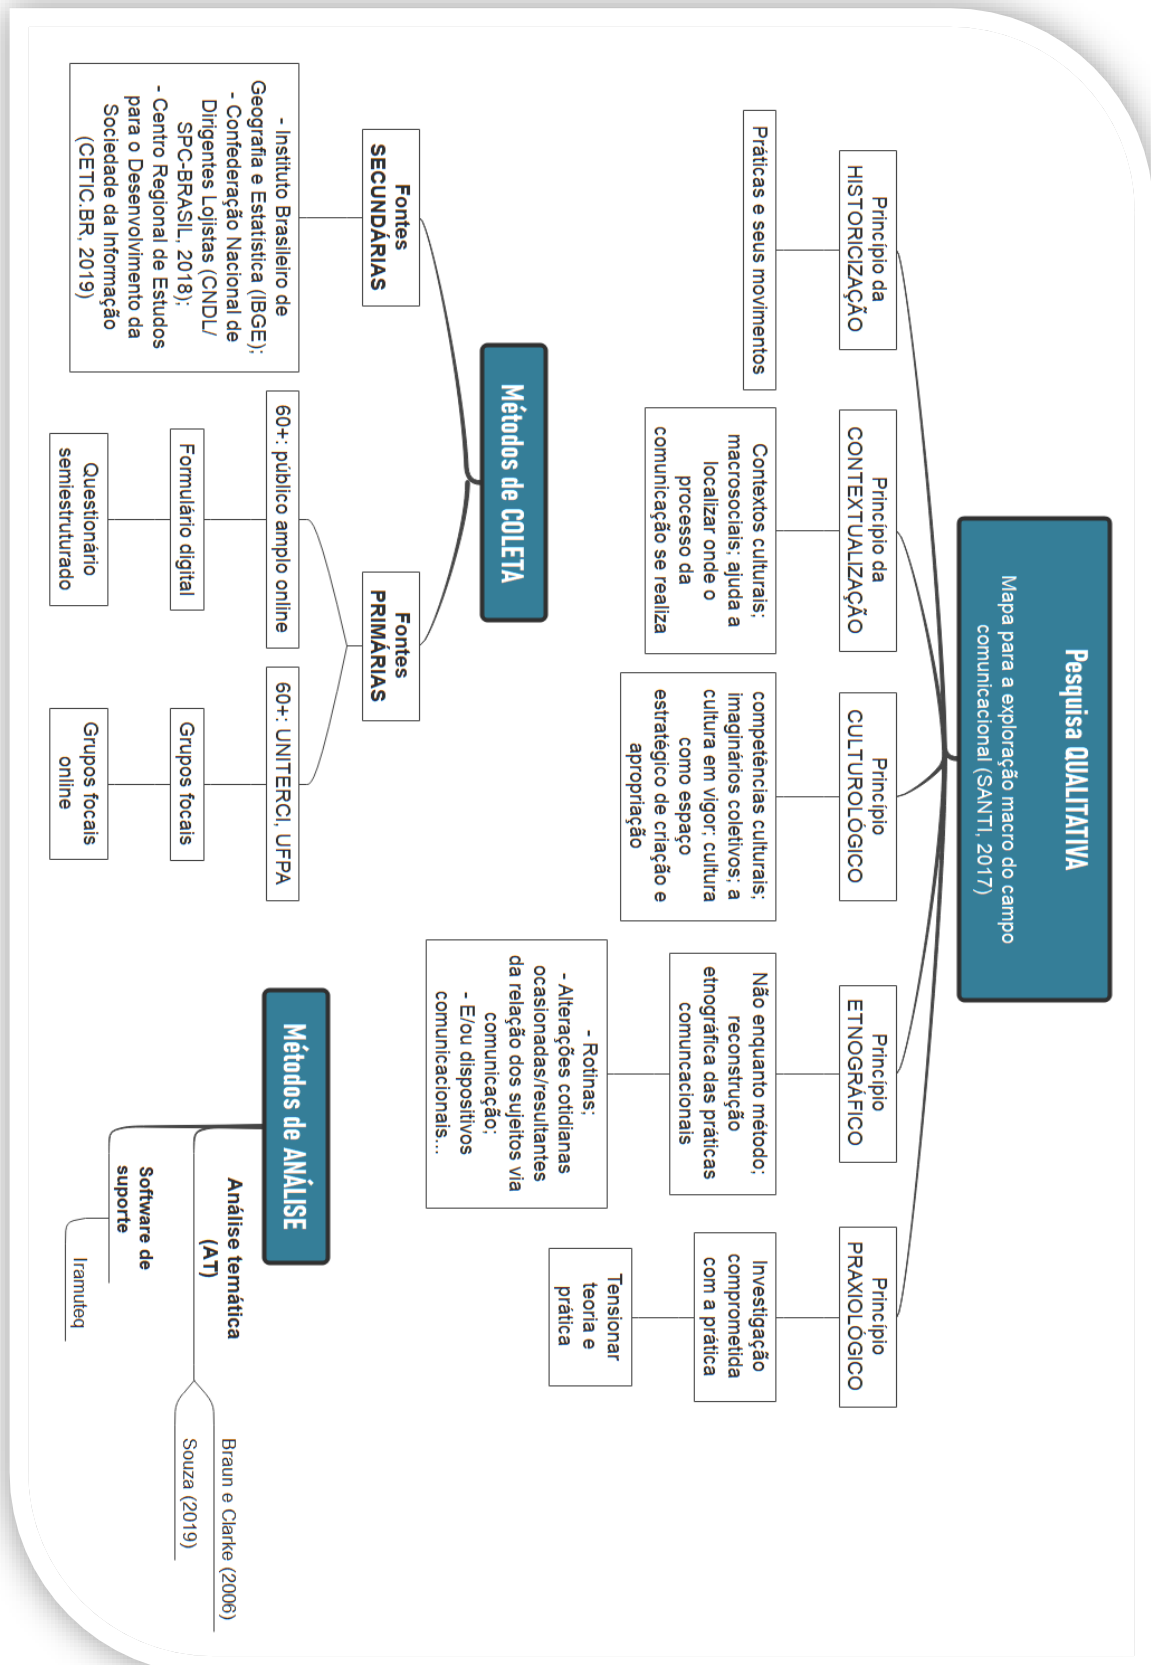 Pesquisa QUALITATIVA
Mapa para a exploração macro do campo
comunicacional (SANTI, 2017)
Princípio da
HISTORICIZAÇÃO
Práticas e seus movimentos
Princípio da
CONTEXTUALIZAÇÃO
Contextos culturais;
macrosociais; ajuda a
localizar onde o
processo da
comunicação se realiza
Princípio
CULTUROLÓGICO
competências culturais;
imaginários coletivos; a
cultura em vigor; cultura
como espaço
estratégico de criação e
apropriação
Princípio
ETNOGRÁFICO
Não enquanto método;
reconstrução
etnográfica das práticas
comuncacionais
- Rotinas;
- Alterações cotidianas
ocasionadas/resultantes
da relação dos sujeitos via
comunicação;
- E/ou dispositivos
comunicacionais...
Princípio
PRAXIOLÓGICO
Investigação
comprometida
com a prática
Tensionar
teoria e
prática
Métodos de COLETA
Fontes
SECUNDÁRIAS
- Instituto Brasileiro de
Geografia e Estatística (IBGE);
- Confederação Nacional de
Dirigentes Lojistas (CNDL/
SPC-BRASIL, 2018);
- Centro Regional de Estudos
para o Desenvolvimento da
Sociedade da Informação
(CETIC.BR, 2019)
Fontes
PRIMÁRIAS
60+: público amplo online
Formulário digital
Questionário
semiestruturado
60+: UNITERCI, UFPA
Grupos focais
Grupos focais
online
Métodos de ANÁLISE
Análise temática
(AT)
Braun e Clarke (2006)
Souza (2019)
Software de
suporte
Iramuteq